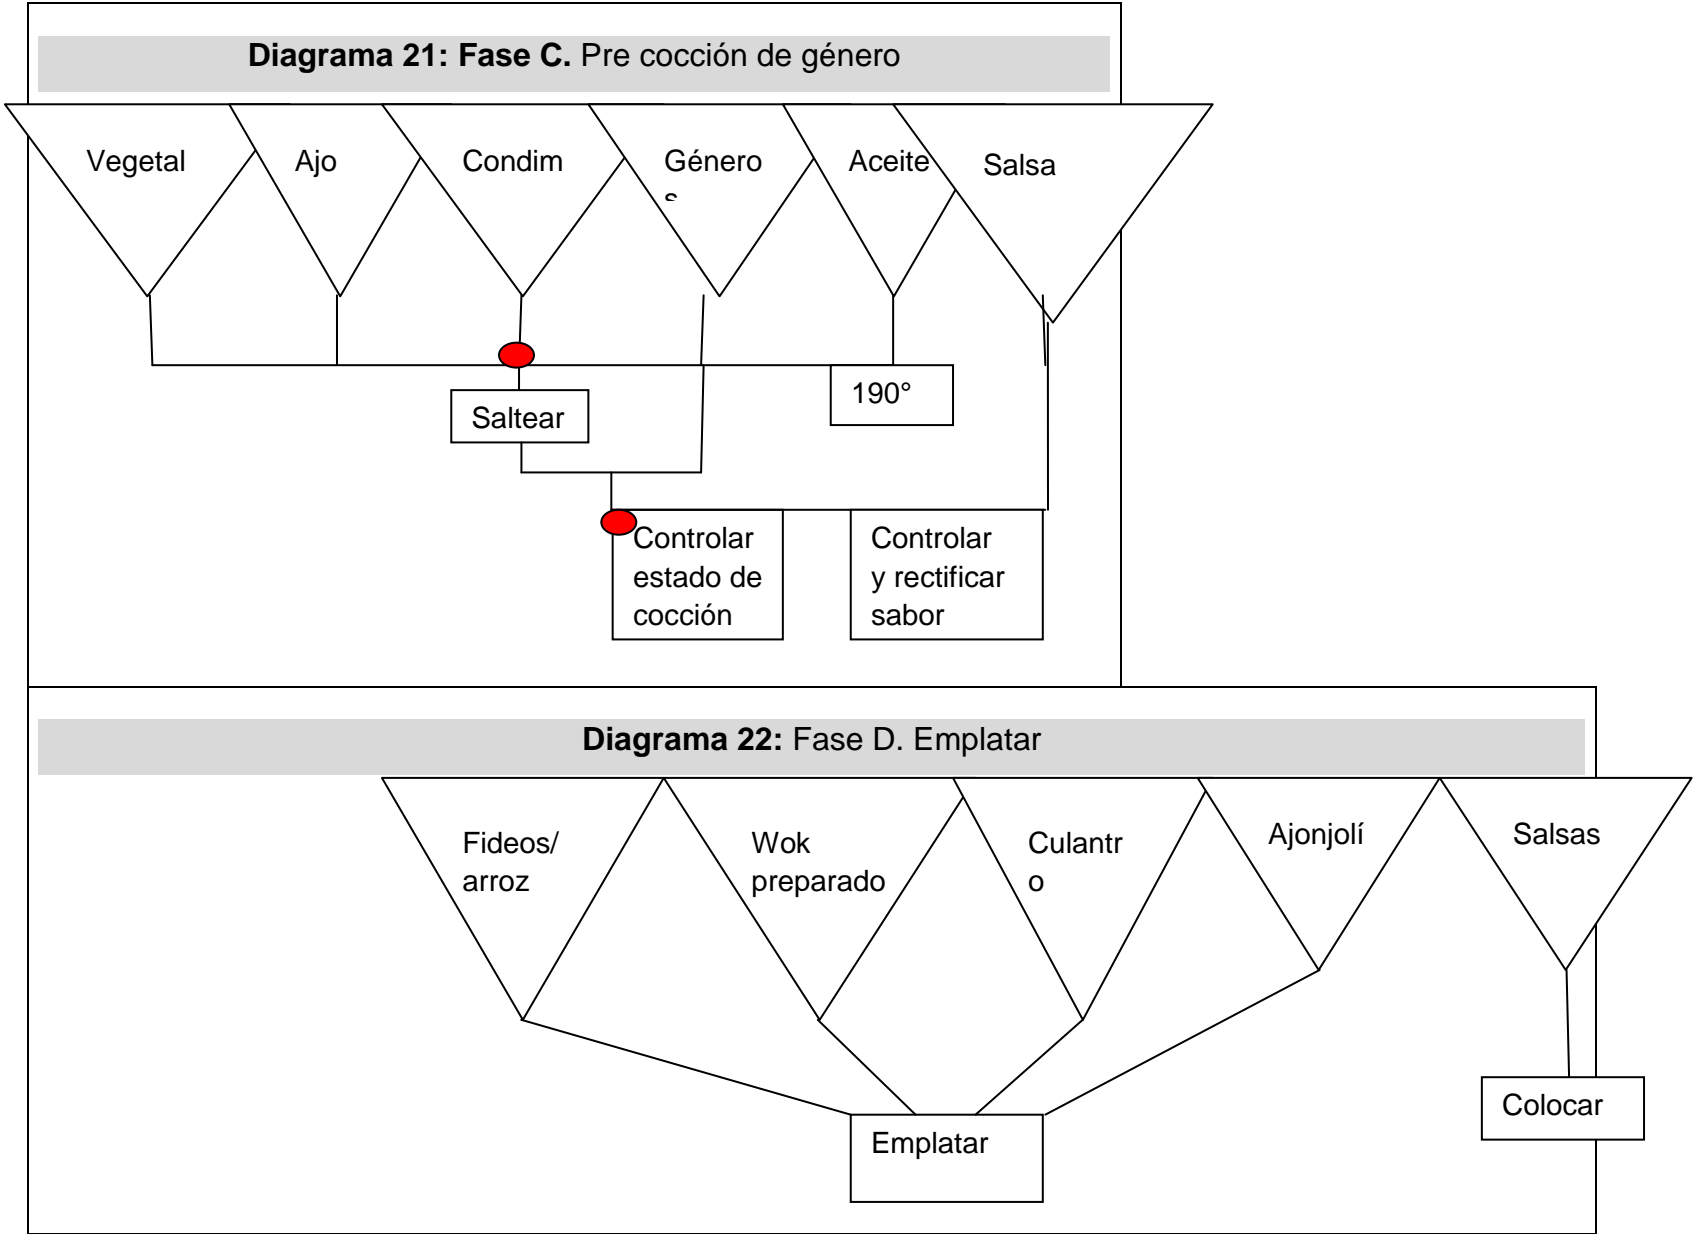 Diagrama 21: Fase C. Pre cocción de género
Vegetal
Ajo
Condim
Género
s
Aceite
Salsa
190°
Saltear
Controlar
estado de
cocción
Controlar
y rectificar
sabor
Diagrama 22: Fase D. Emplatar
Fideos/
arroz
Wok
preparado
Culantr
o
Ajonjolí
Salsas
Colocar
Emplatar